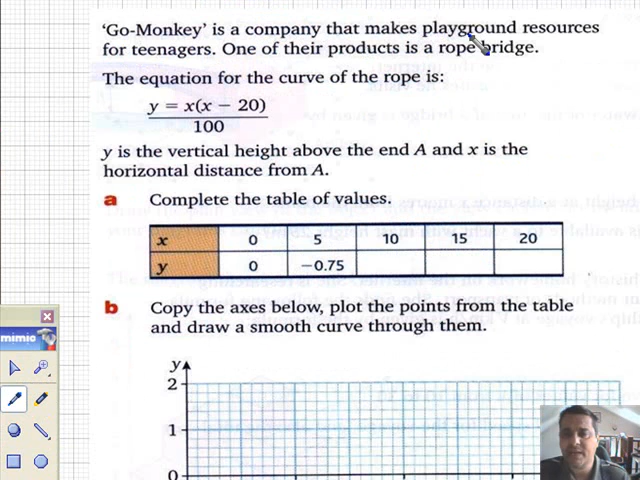 'Go-Monkey' is a company that makes playground resources
for teenagers. One of their products is a rope bridge.
The equation for the curve of the rope is:
y = x(x − 20)
100
y is the vertical height above the end A and x is the
horizontal distance from A.
a Complete the table of values.
x 0 5 10 15 20
y 0 −0.75
b Copy the axes below, plot the points from the table
and draw a smooth curve through them.
mimio
y
2
1
0